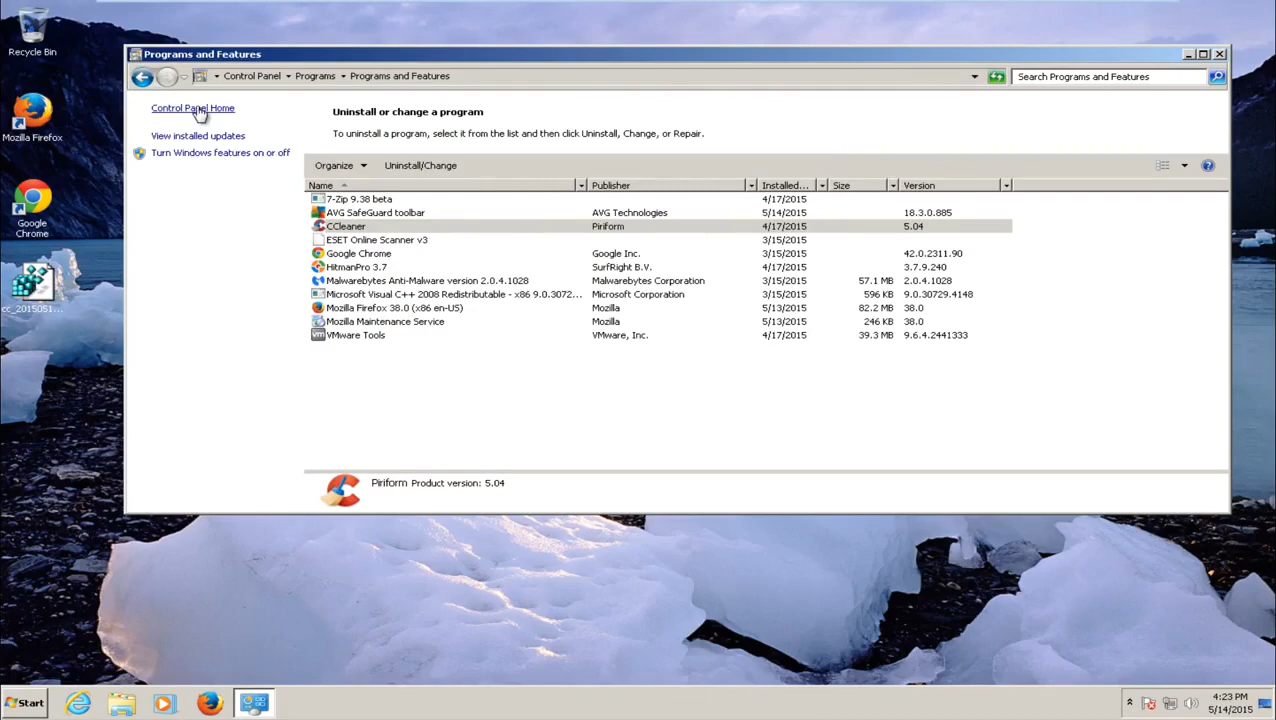 Recycle Bin
Mozilla Firefox
Google
Chrome
cc_2015051...
Programs and Features
Control Panel Programs Programs and Features
Search Programs and Features
Control Panel Home
View installed updates
Turn Windows features on or off
Uninstall or change a program
To uninstall a program, select it from the list and then click Uninstall, Change, or Repair.
Organize Uninstall/Change
Name Publisher Installed... Size Version
7-Zip 9.38 beta 4/17/2015
AVG SafeGuard toolbar AVG Technologies 5/14/2015 18.3.0.885
CCleaner Piriform 4/17/2015 5.04
ESET Online Scanner v3 3/15/2015
Google Chrome Google Inc. 3/15/2015 42.0.2311.90
HitmanPro 3.7 SurfRight B.V. 4/17/2015 3.7.9.240
Malwarebytes Anti-Malware version 2.0.4.1028 Malwarebytes Corporation 3/15/2015 57.1 MB 2.0.4.1028
Microsoft Visual C++ 2008 Redistributable - x86 9.0.3072... Microsoft Corporation 3/15/2015 596 KB 9.0.30729.4148
Mozilla Firefox 38.0 (x86 en-US) Mozilla 5/13/2015 82.2 MB 38.0
Mozilla Maintenance Service Mozilla 5/13/2015 246 KB 38.0
VMware Tools VMware, Inc. 4/17/2015 39.3 MB 9.6.4.2441333
Piriform Product version: 5.04
Start
4:23 PM
5/14/2015